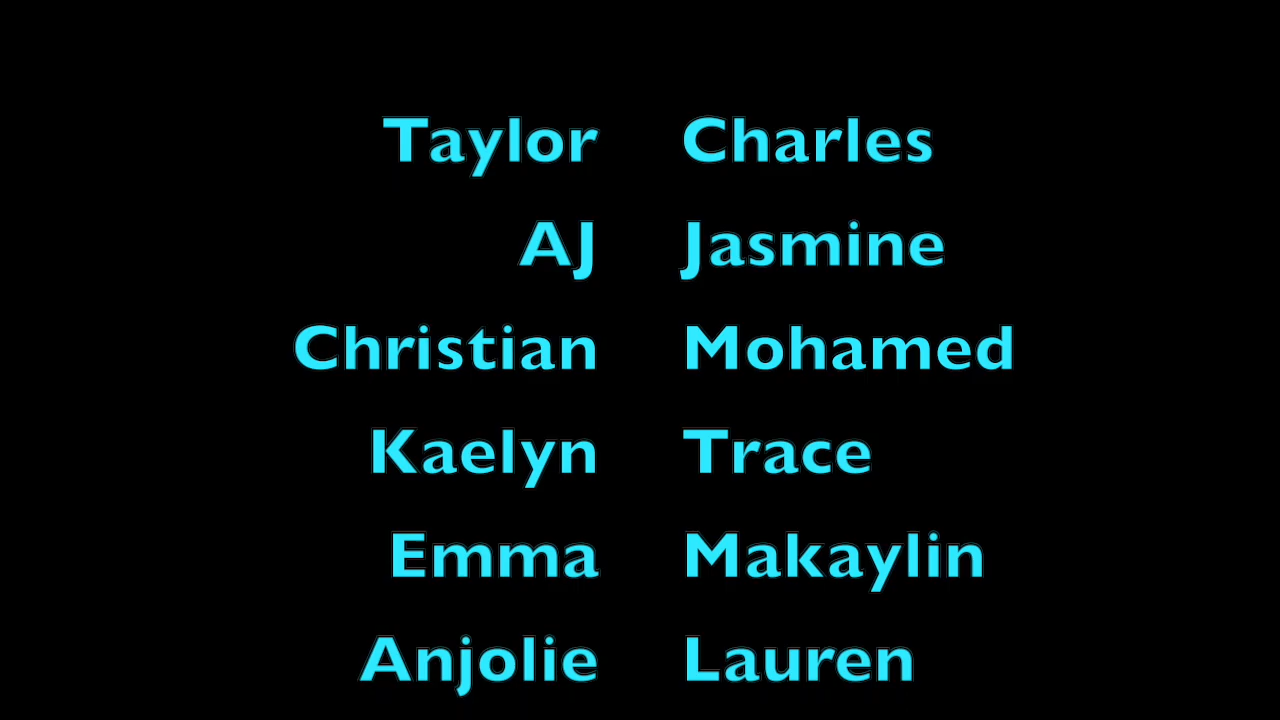 Taylor Charles
AJ Jasmine
Christian Mohamed
Kaelyn Trace
Emma Makaylin
Anjolie Lauren